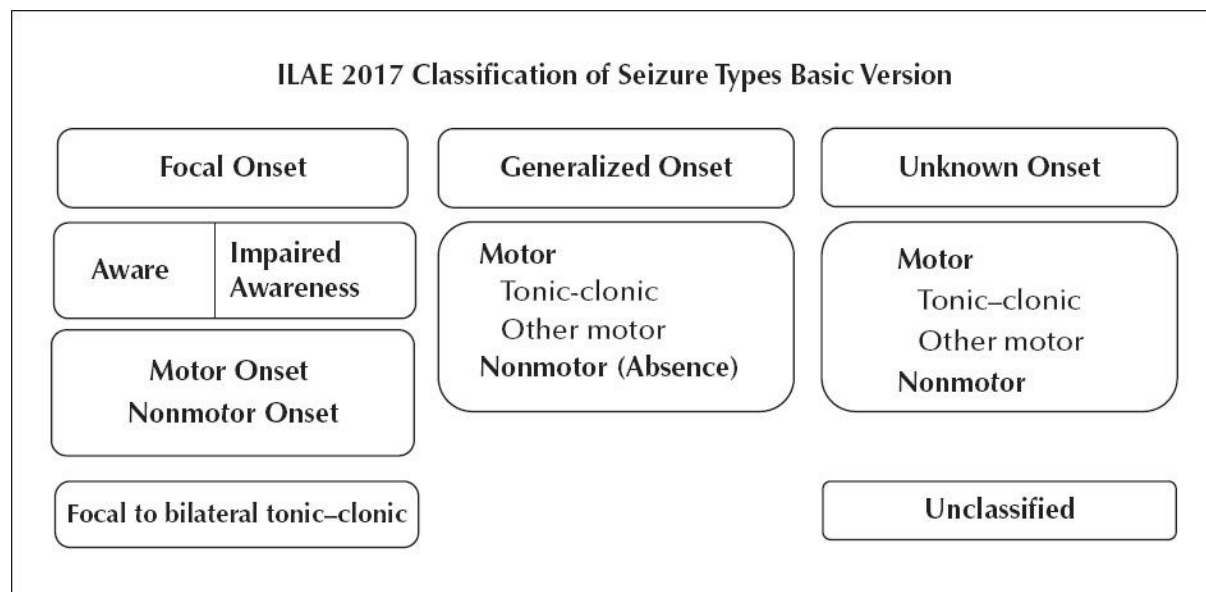 ILAE 2017 Classification of Seizure Types Basic Version
Focal Onset
Aware
Impaired
Awareness
Motor Onset
Nonmotor Onset
Focal to bilateral tonic–clonic
Generalized Onset
Motor
Tonic-clonic
Other motor
Nonmotor (Absence)
Unknown Onset
Motor
Tonic–clonic
Other motor
Nonmotor
Unclassified